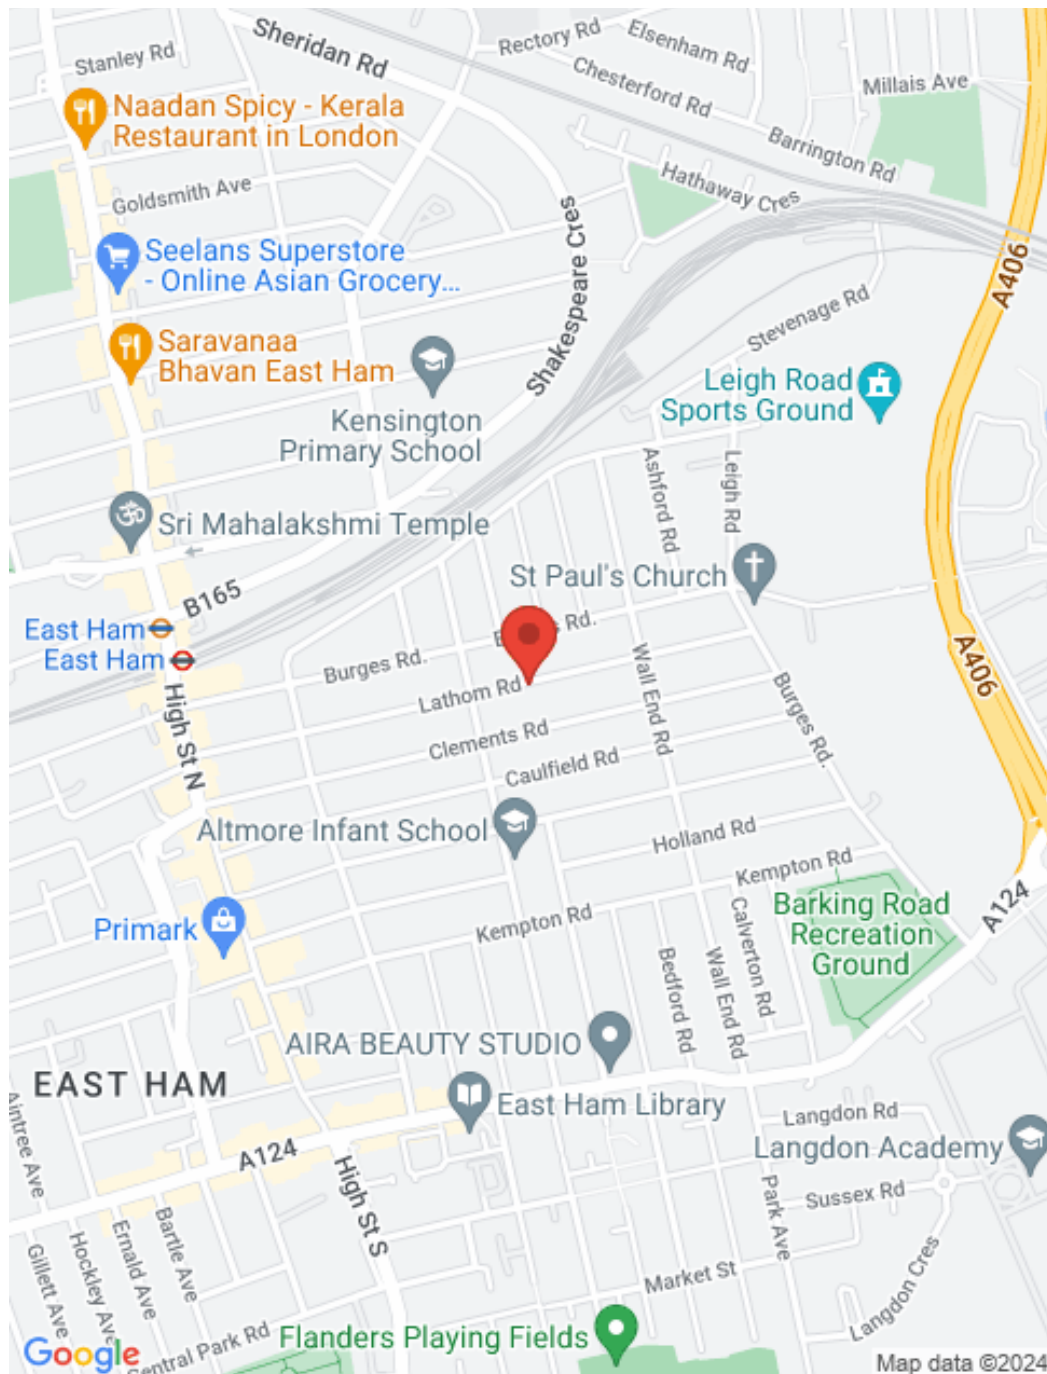 Sheridan Rd
Rectory Rd
Elsenham Rd
Stanley Rd
Chesterford Rd
Millais Ave
Naadan Spicy - Kerala
Restaurant in London
Barrington Rd
Hathaway Cres
Goldsmith Ave
Seelans Superstore
- Online Asian Grocery...
Shakespeare Cres
A406
Stevenage Rd
Saravanaa
Bhavan East Ham
Leigh Road
Sports Ground
Kensington
Primary School
Ashford Rd
Leigh Rd
Sri Mahalakshmi Temple
St Paul's Church
B165
East Ham
East Ham
Rd.
Burges Rd.
Wall End Rd
A406
Lathom Rd
High St N
Burges Rd.
Clements Rd
Caulfield Rd
Altmore Infant School
Holland Rd
Kempton Rd
A124
Primark
Kempton Rd
Calverton Rd
Barking Road
Recreation
Ground
Bedford Rd
Wall End Rd
AIRA BEAUTY STUDIO
EAST HAM
East Ham Library
Langdon Rd
Aintree Ave
A124
Langdon Academy
High St S
Park Ave
Sussex Rd
Bartle Ave
Ernald Ave
Hockley Ave
Gillett Ave
Market St
Langdon Cres
Flanders Playing Fields
Central Park Rd
Google
Map data ©2024